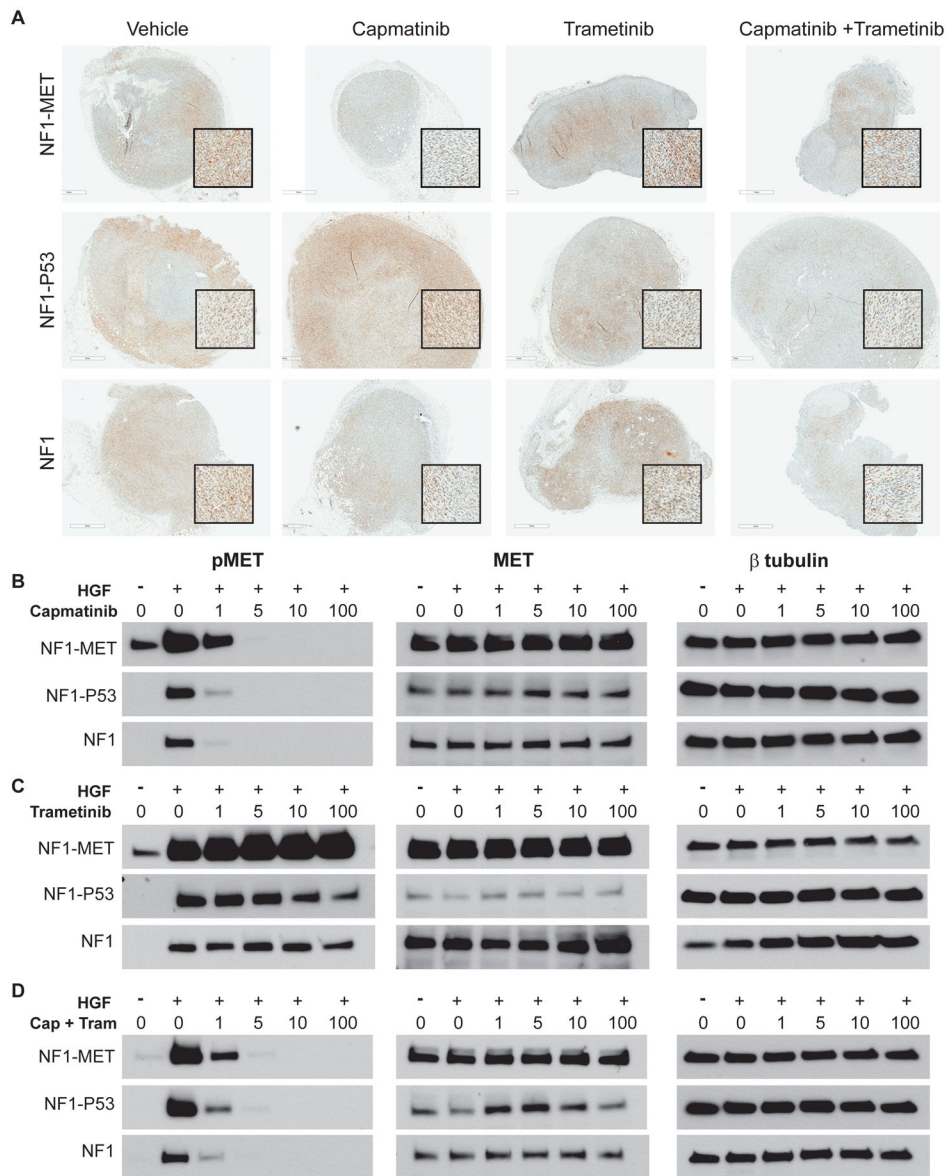 A
Vehicle Capmatinib Trametinib Capmatinib +Trametinib
NF1-MET
NF1-P53
NF1
pMET MET β tubulin
B
HGF - + + + + + - + + + + + - + + + + +
Capmatinib 0 0 1 5 10 100 0 0 1 5 10 100 0 0 1 5 10 100
NF1-MET
NF1-P53
NF1
C
HGF - + + + + + - + + + + + - + + + + +
Trametinib 0 0 1 5 10 100 0 0 1 5 10 100 0 0 1 5 10 100
NF1-MET
NF1-P53
NF1
D
HGF - + + + + + - + + + + + - + + + + +
Cap + Tram 0 0 1 5 10 100 0 0 1 5 10 100 0 0 1 5 10 100
NF1-MET
NF1-P53
NF1